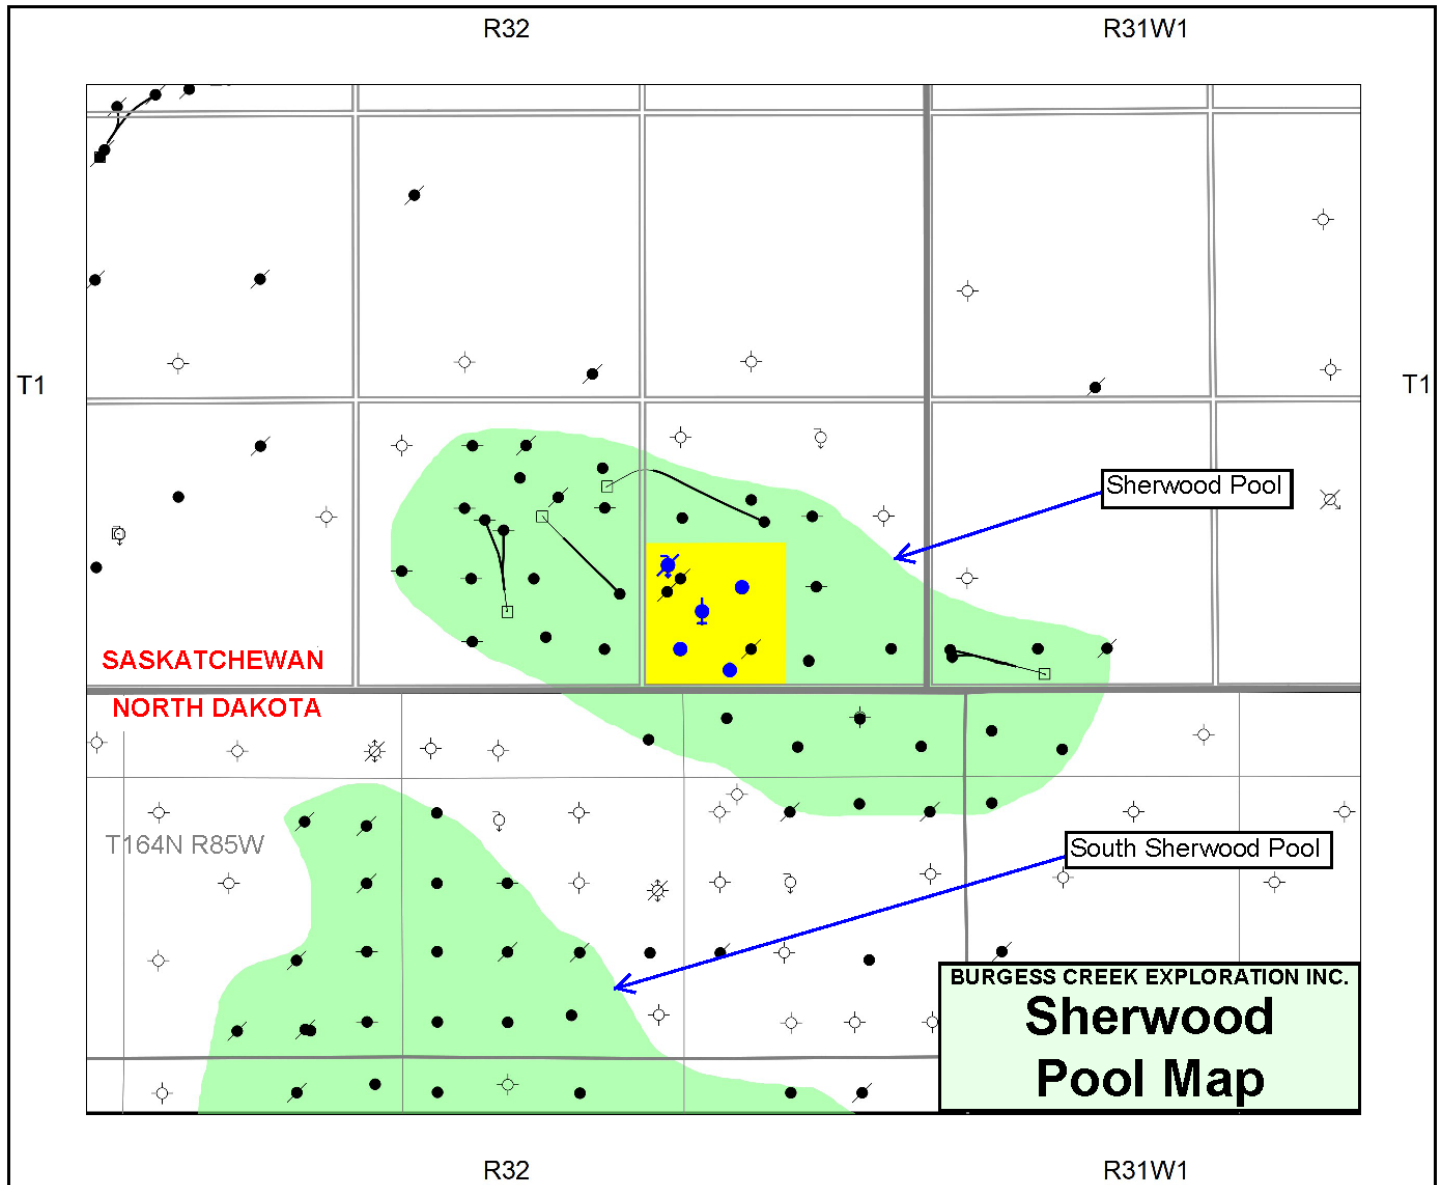 R32
R31W1
T1
T1
Sherwood Pool
SASKATCHEWAN
NORTH DAKOTA
T164N R85W
South Sherwood Pool
BURGESS CREEK EXPLORATION INC.
Sherwood
Pool Map
R32
R31W1